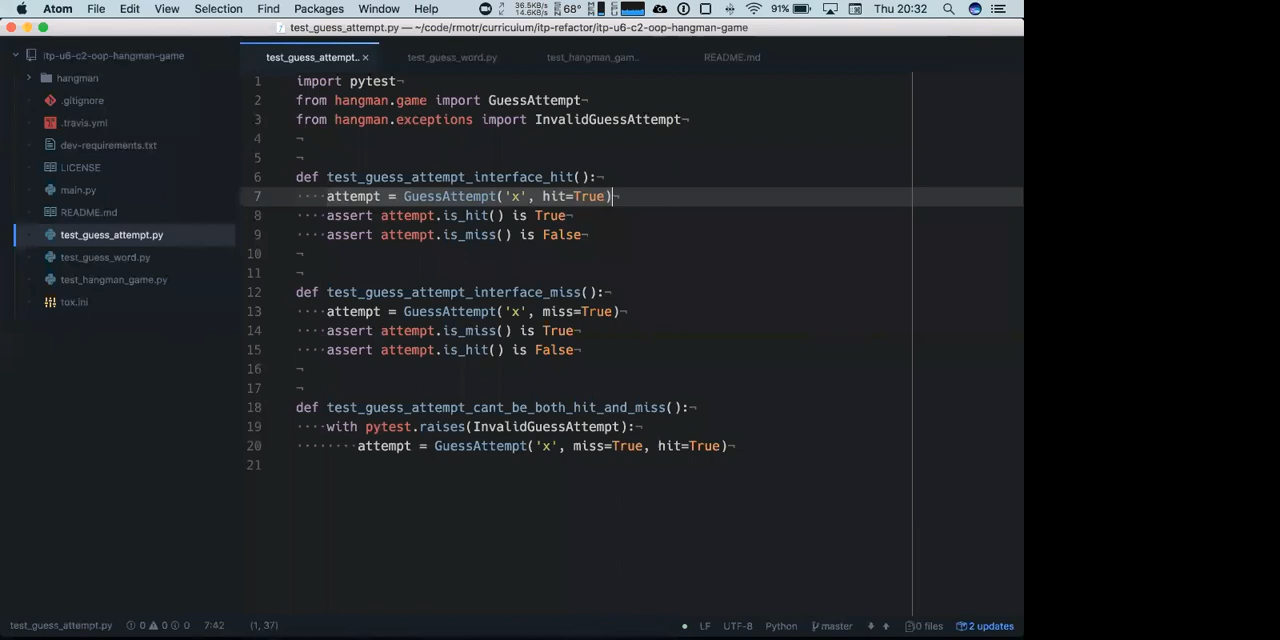 Atom File Edit View Selection Find Packages Window Help 36.5KB/s 14.6KB/s 68° 91% Thu 20:32
test_guess_attempt.py — ~/code/rmotr/curriculum/itp-refactor/itp-u6-c2-oop-hangman-game
itp-u6-c2-oop-hangman-game
hangman
.gitignore
.travis.yml
dev-requirements.txt
LICENSE
main.py
README.md
test_guess_attempt.py
test_guess_word.py
test_hangman_game.py
tox.ini
test_guess_attempt.. × test_guess_word.py test_hangman_gam.. README.md
1 import pytest¬
2 from hangman.game import GuessAttempt¬
3 from hangman.exceptions import InvalidGuessAttempt¬
4 ¬
5 ¬
6 def test_guess_attempt_interface_hit():¬
7 ····attempt = GuessAttempt('x', hit=True)¬
8 ····assert attempt.is_hit() is True¬
9 ····assert attempt.is_miss() is False¬
10 ¬
11 ¬
12 def test_guess_attempt_interface_miss():¬
13 ····attempt = GuessAttempt('x', miss=True)¬
14 ····assert attempt.is_miss() is True¬
15 ····assert attempt.is_hit() is False¬
16 ¬
17 ¬
18 def test_guess_attempt_cant_be_both_hit_and_miss():¬
19 ····with pytest.raises(InvalidGuessAttempt):¬
20 ········attempt = GuessAttempt('x', miss=True, hit=True)¬
21
test_guess_attempt.py 0 0 0 7:42 (1, 37) LF UTF-8 Python master 0 files 2 updates